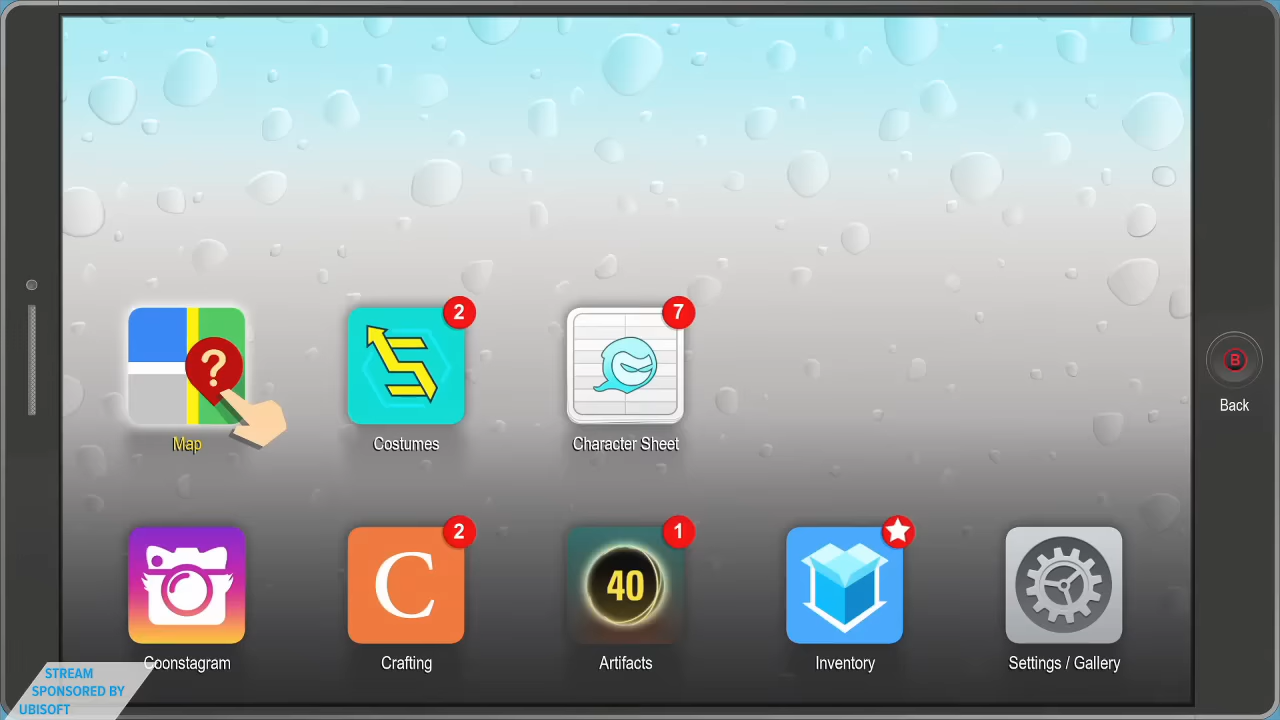 2
7
?
B
Back
Map
Costumes
Character Sheet
2
1
C
40
Coonstagram
Crafting
Artifacts
Inventory
Settings / Gallery
STREAM
SPONSORED BY
UBISOFT